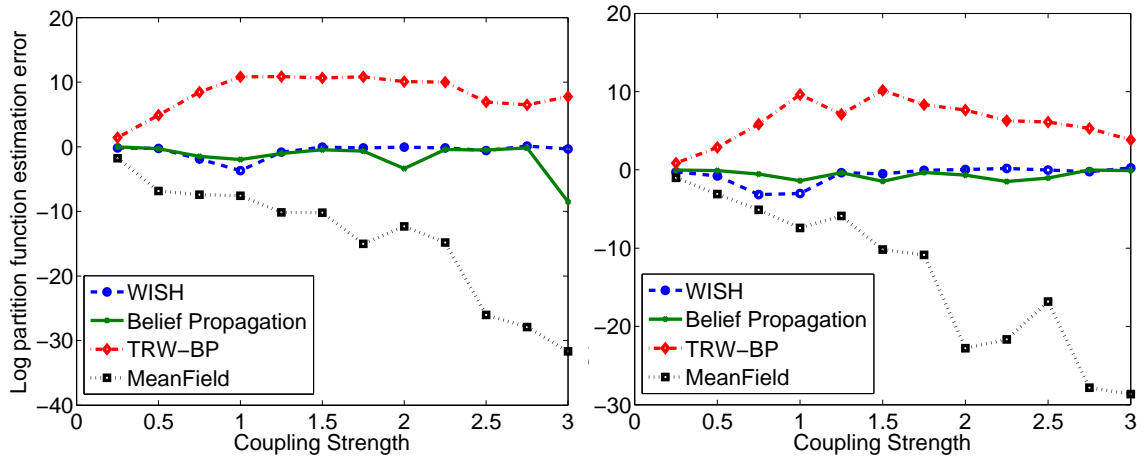 Log partition function estimation error
20
10
0
−10
−20
−30
−40
WISH
Belief Propagation
TRW−BP
MeanField
0 0.5 1 1.5 2 2.5 3
Coupling Strength
20
10
0
−10
−20
−30
WISH
Belief Propagation
TRW−BP
MeanField
0 0.5 1 1.5 2 2.5 3
Coupling Strength